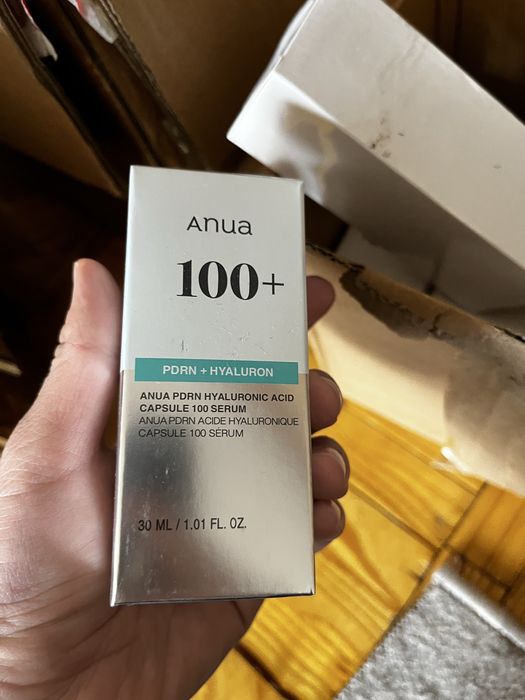 Anua
100+
PDRN + HYALURON
ANUA PDRN HYALURONIC ACID
CAPSULE 100 SERUM
ANUA PDRN ACIDE HYALURONIQUE
CAPSULE 100 SÉRUM
30 ML / 1.01 FL. OZ.